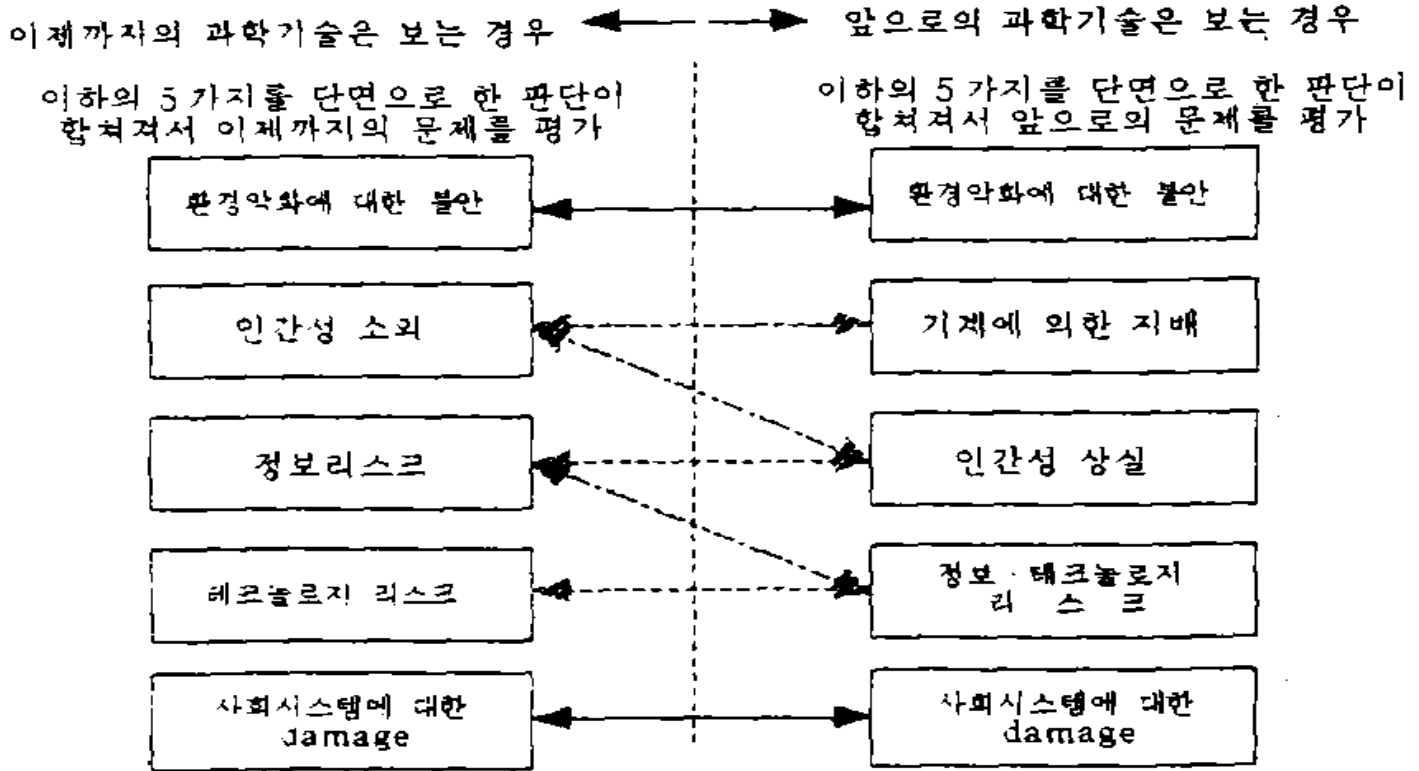 이제까지의 과학기술은 보는 경우
앞으로의 과학기술은 보는 경우
이하의 5가지를 단면으로 한 판단이
합쳐져서 이제까지의 문제를 평가
이하의 5가지를 단면으로 한 판단이
합쳐져서 앞으로의 문제를 평가
환경악화에 대한 불안
환경악화에 대한 불안
인간성 소외
기계에 의한 지배
정보리스크
인간성 상실
테크놀로지 리스크
정보·테크놀로지
리 스 크
사회시스템에 대한
damage
사회시스템에 대한
damage